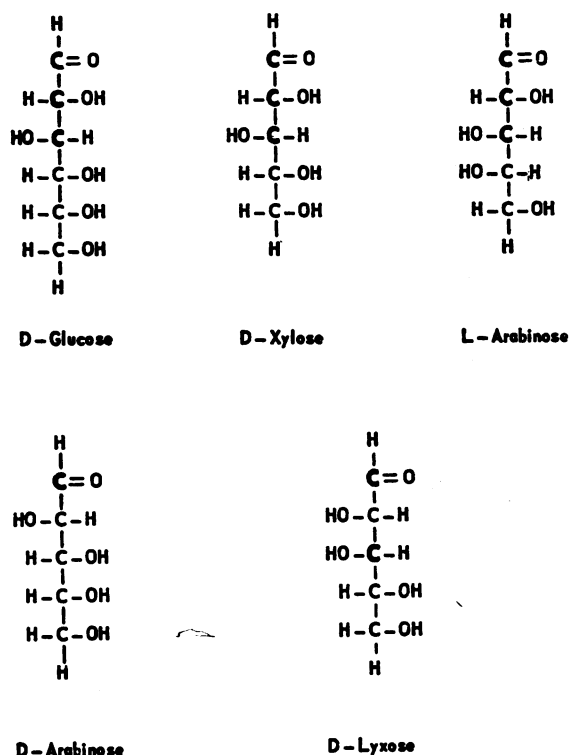 H H H
C=O C=O C=O
H-C-OH H-C-OH H-C-OH
HO-C-H HO-C-H HO-C-H
H-C-OH H-C-OH HO-C-H
H-C-OH H-C-OH H-C-OH
H-C-OH H H
H
D-Glucose D-Xylose L-Arabinose
H H
C=O C=O
HO-C-H HO-C-H
H-C-OH HO-C-H
H-C-OH H-C-OH
H-C-OH H-C-OH
H H
D-Arabinose D-Lyxose